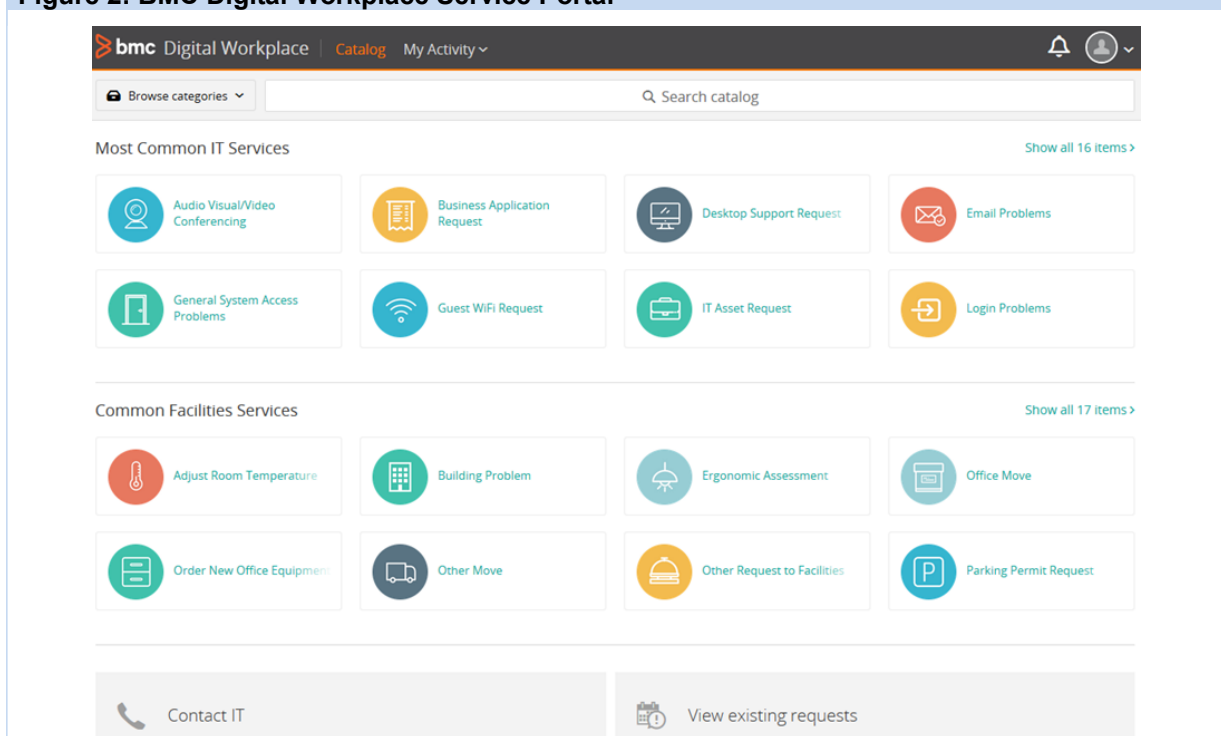 Figure 2: BMC Digital Workplace Service Portal
bmc Digital Workplace Catalog My Activity
Browse categories
Search catalog
Most Common IT Services
Show all 16 items >
Audio Visual/Video
Conferencing
Business Application
Request
Desktop Support Request
Email Problems
General System Access
Problems
Guest WiFi Request
IT Asset Request
Login Problems
Common Facilities Services
Show all 17 items >
Adjust Room Temperature
Building Problem
Ergonomic Assessment
Office Move
Order New Office Equipmen
Other Move
Other Request to Facilities
P
Parking Permit Request
Contact IT
View existing requests